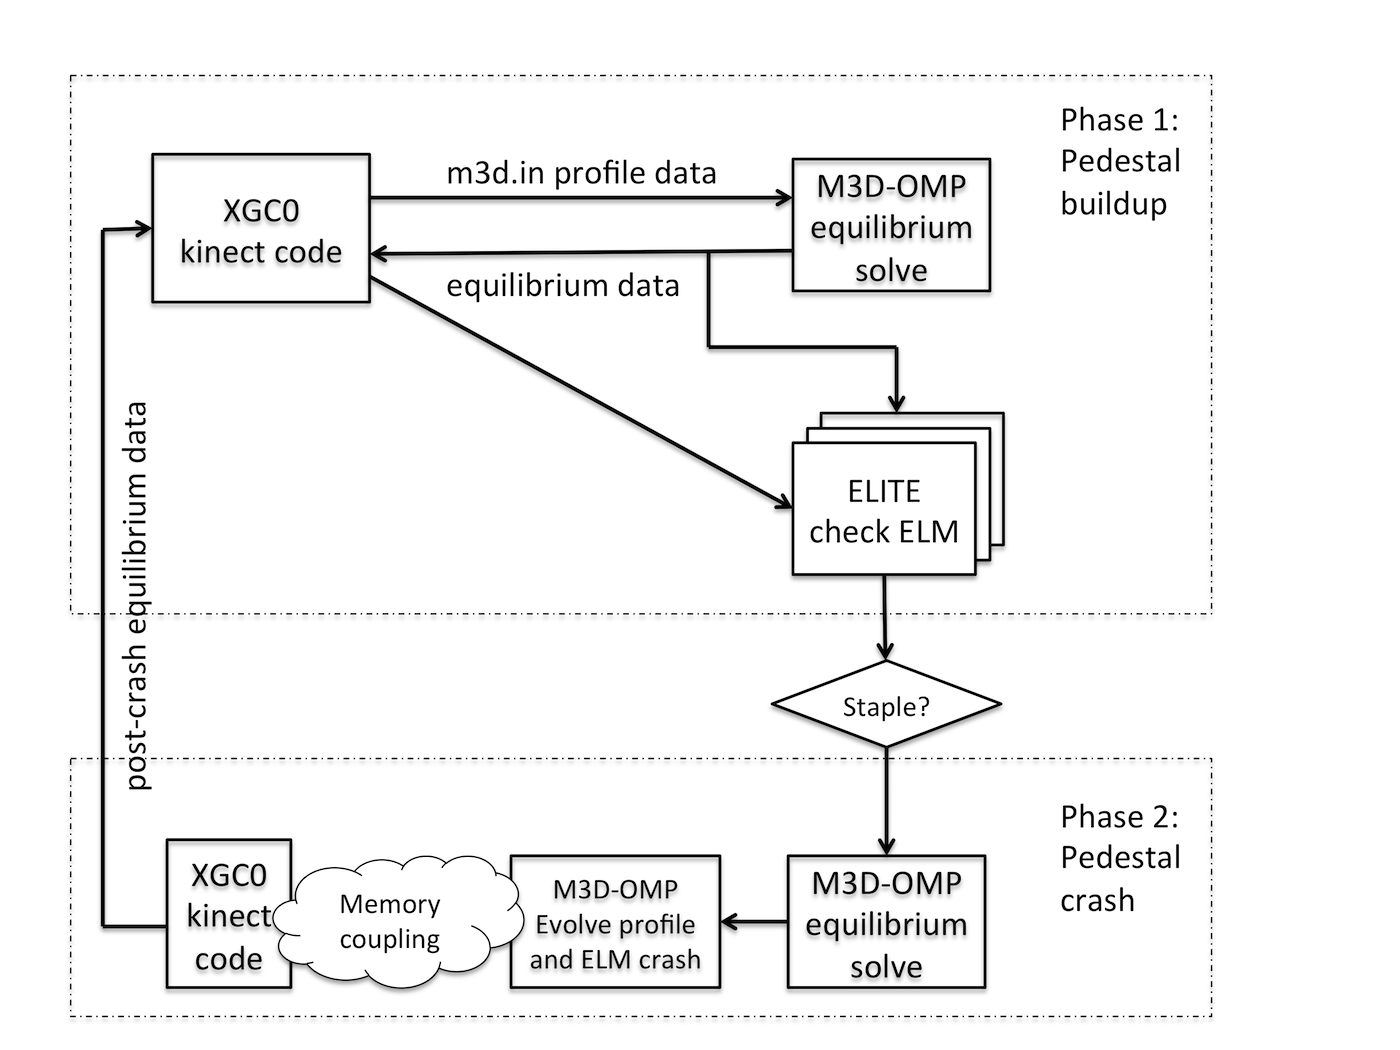 Phase 1:
Pedestal
buildup
XGC0
kinect code
m3d.in profile data
M3D-OMP
equilibrium
solve
equilibrium data
ELITE
check ELM
post-crash equilibrium data
Staple?
Phase 2:
Pedestal
crash
XGC0
kinect
code
Memory
coupling
M3D-OMP
Evolve profile
and ELM crash
M3D-OMP
equilibrium
solve